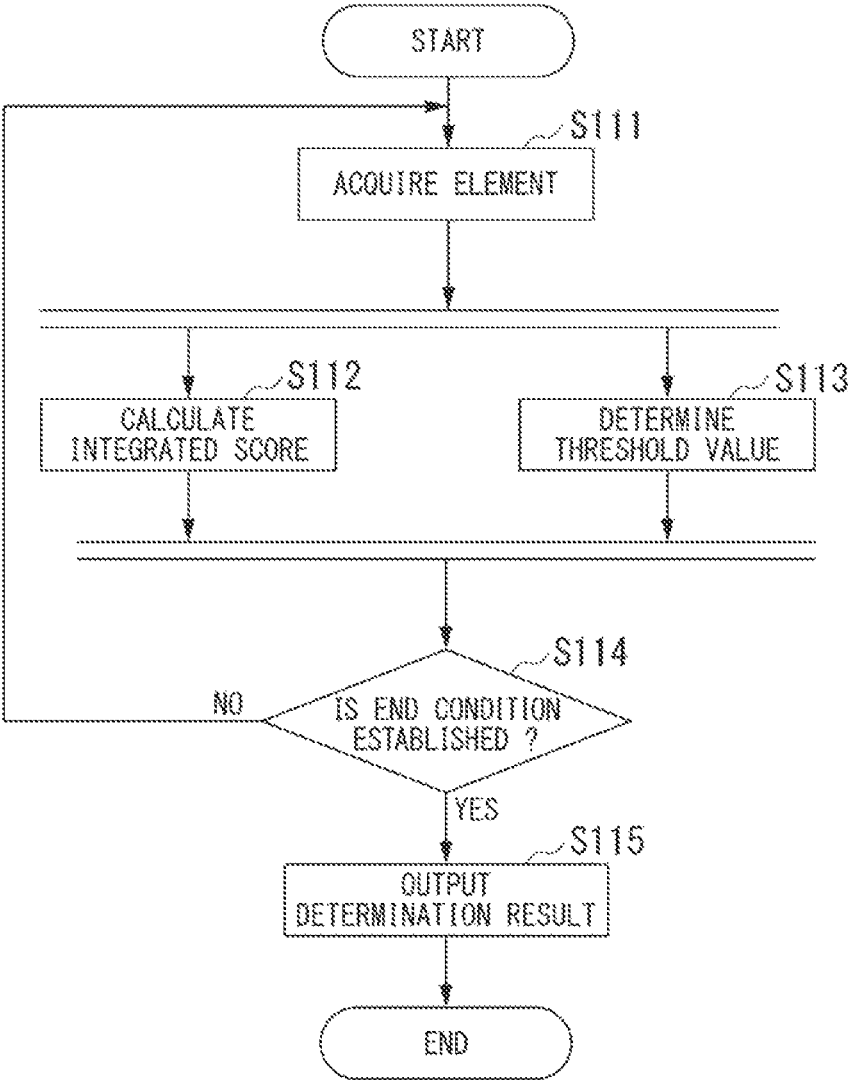 START
S111
ACQUIRE ELEMENT
S112
CALCULATE
INTEGRATED SCORE
S113
DETERMINE
THRESHOLD VALUE
S114
IS END CONDITION
ESTABLISHED ?
NO
YES
S115
OUTPUT
DETERMINATION RESULT
END